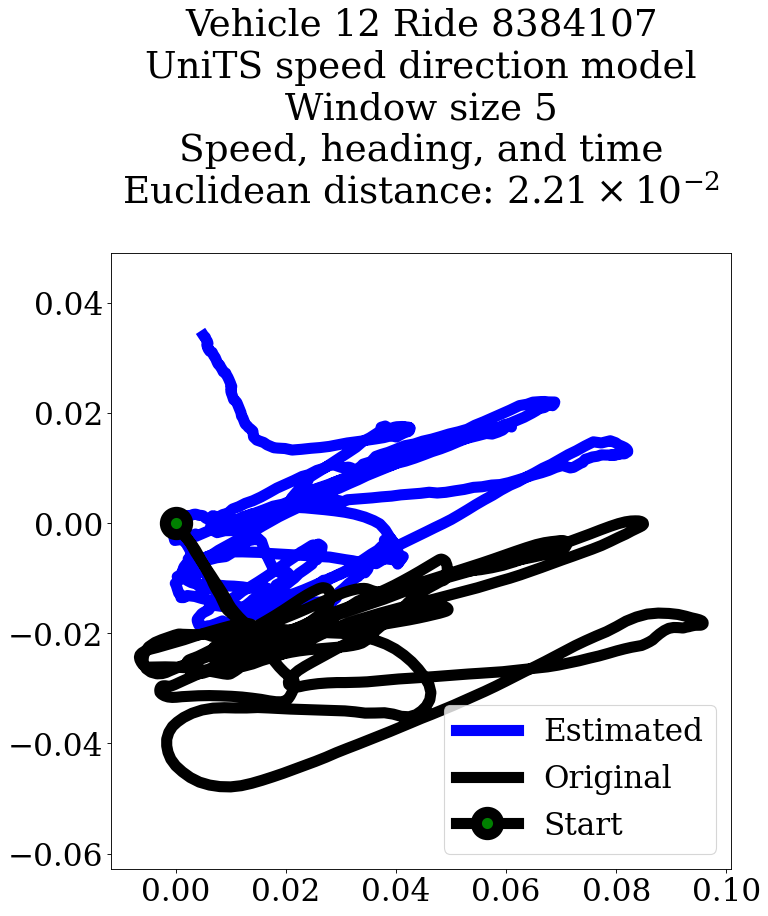 Vehicle 12 Ride 8384107
UniTS speed direction model
Window size 5
Speed, heading, and time
Euclidean distance: 2.21 × 10⁻²
0.04
0.02
0.00
−0.02
−0.04
−0.06
Estimated
Original
Start
0.00 0.02 0.04 0.06 0.08 0.10